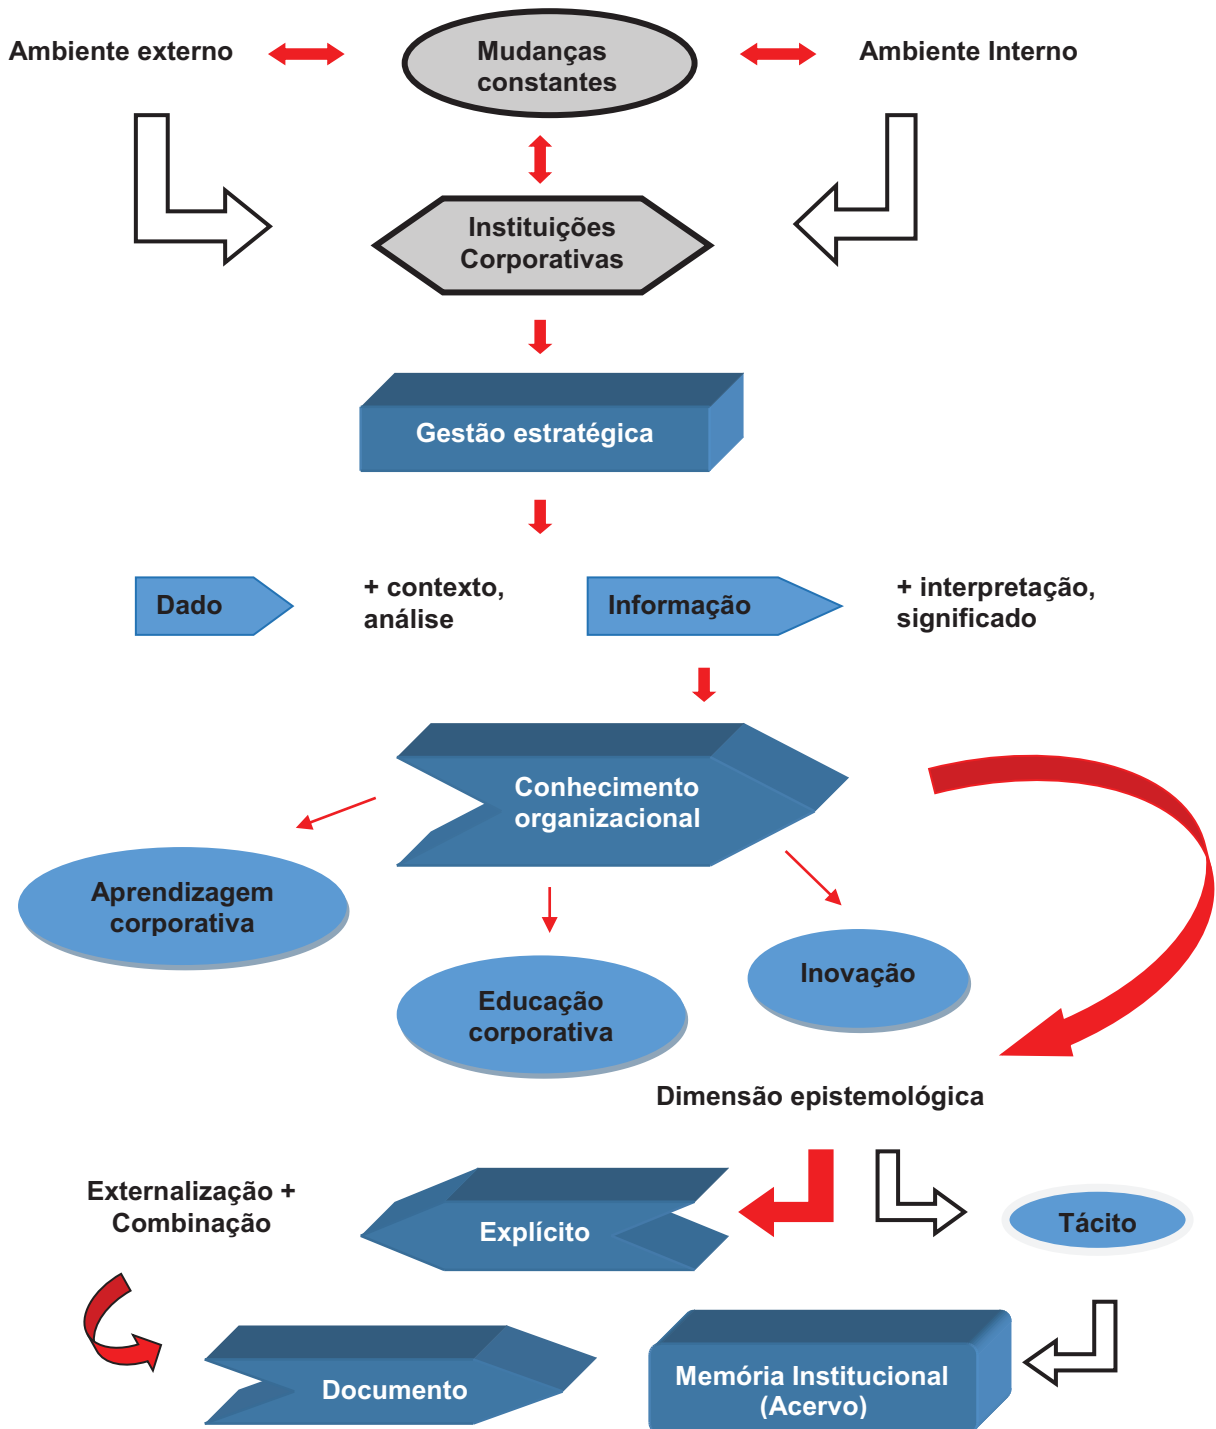 Ambiente externo
Mudanças
constantes
Ambiente Interno
Instituições
Corporativas
Gestão estratégica
Dado
+ contexto,
análise
Informação
+ interpretação,
significado
Conhecimento
organizacional
Aprendizagem
corporativa
Educação
corporativa
Inovação
Dimensão epistemológica
Externalização +
Combinação
Explícito
Tácito
Documento
Memória Institucional
(Acervo)